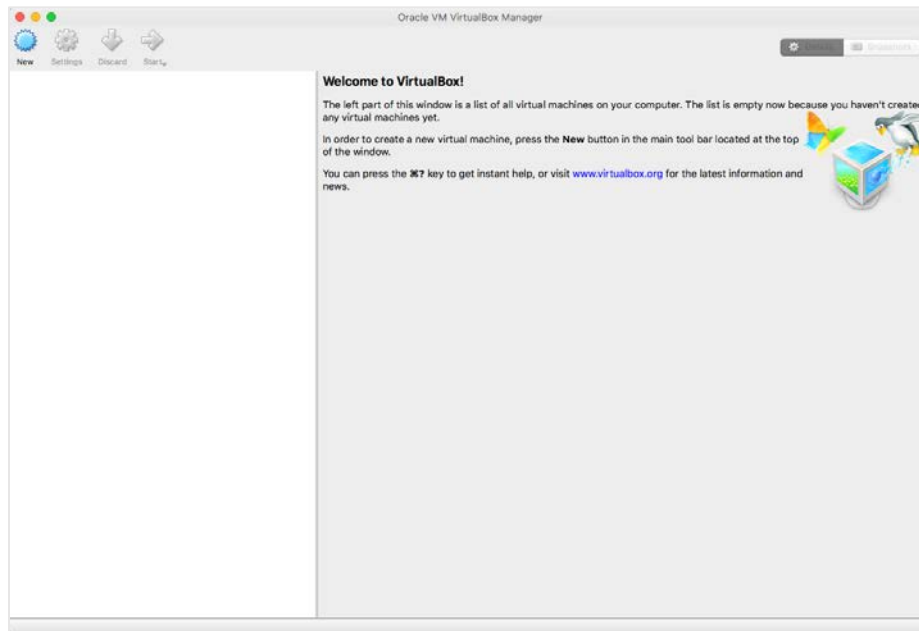 Oracle VM VirtualBox Manager
New Settings Discard Start
Details Snapshots
Welcome to VirtualBox!
The left part of this window is a list of all virtual machines on your computer. The list is empty now because you haven't create
any virtual machines yet.
In order to create a new virtual machine, press the New button in the main tool bar located at the top
of the window.
You can press the ⌘? key to get instant help, or visit www.virtualbox.org for the latest information and
news.